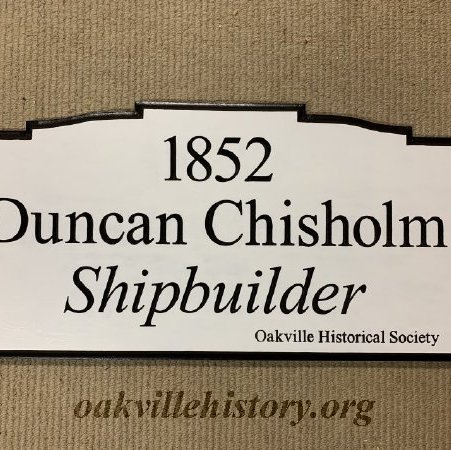 1852
Duncan Chisholm
Shipbuilder
Oakville Historical Society
oakvillehistory.org